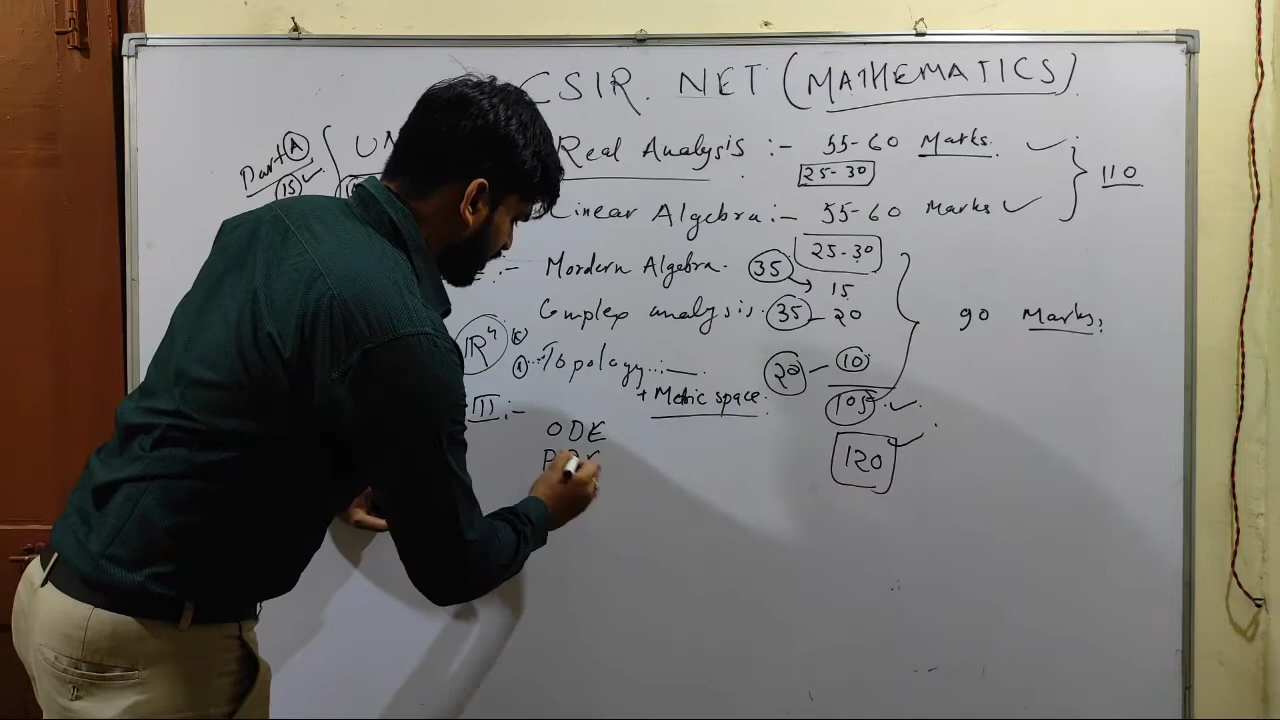 CSIR. NET (MATHEMATICS)
Part A
15
UN
Real Analysis :- 55-60 Marks.
25-30
110
Linear Algebra :- 55-60 Marks
25-30
:- Mordern Algebra. 35
15
Complex analysis. 35 - 20
90 Marks,
Topology :
20 - 10
+ Metric space.
105
III :-
ODE
120